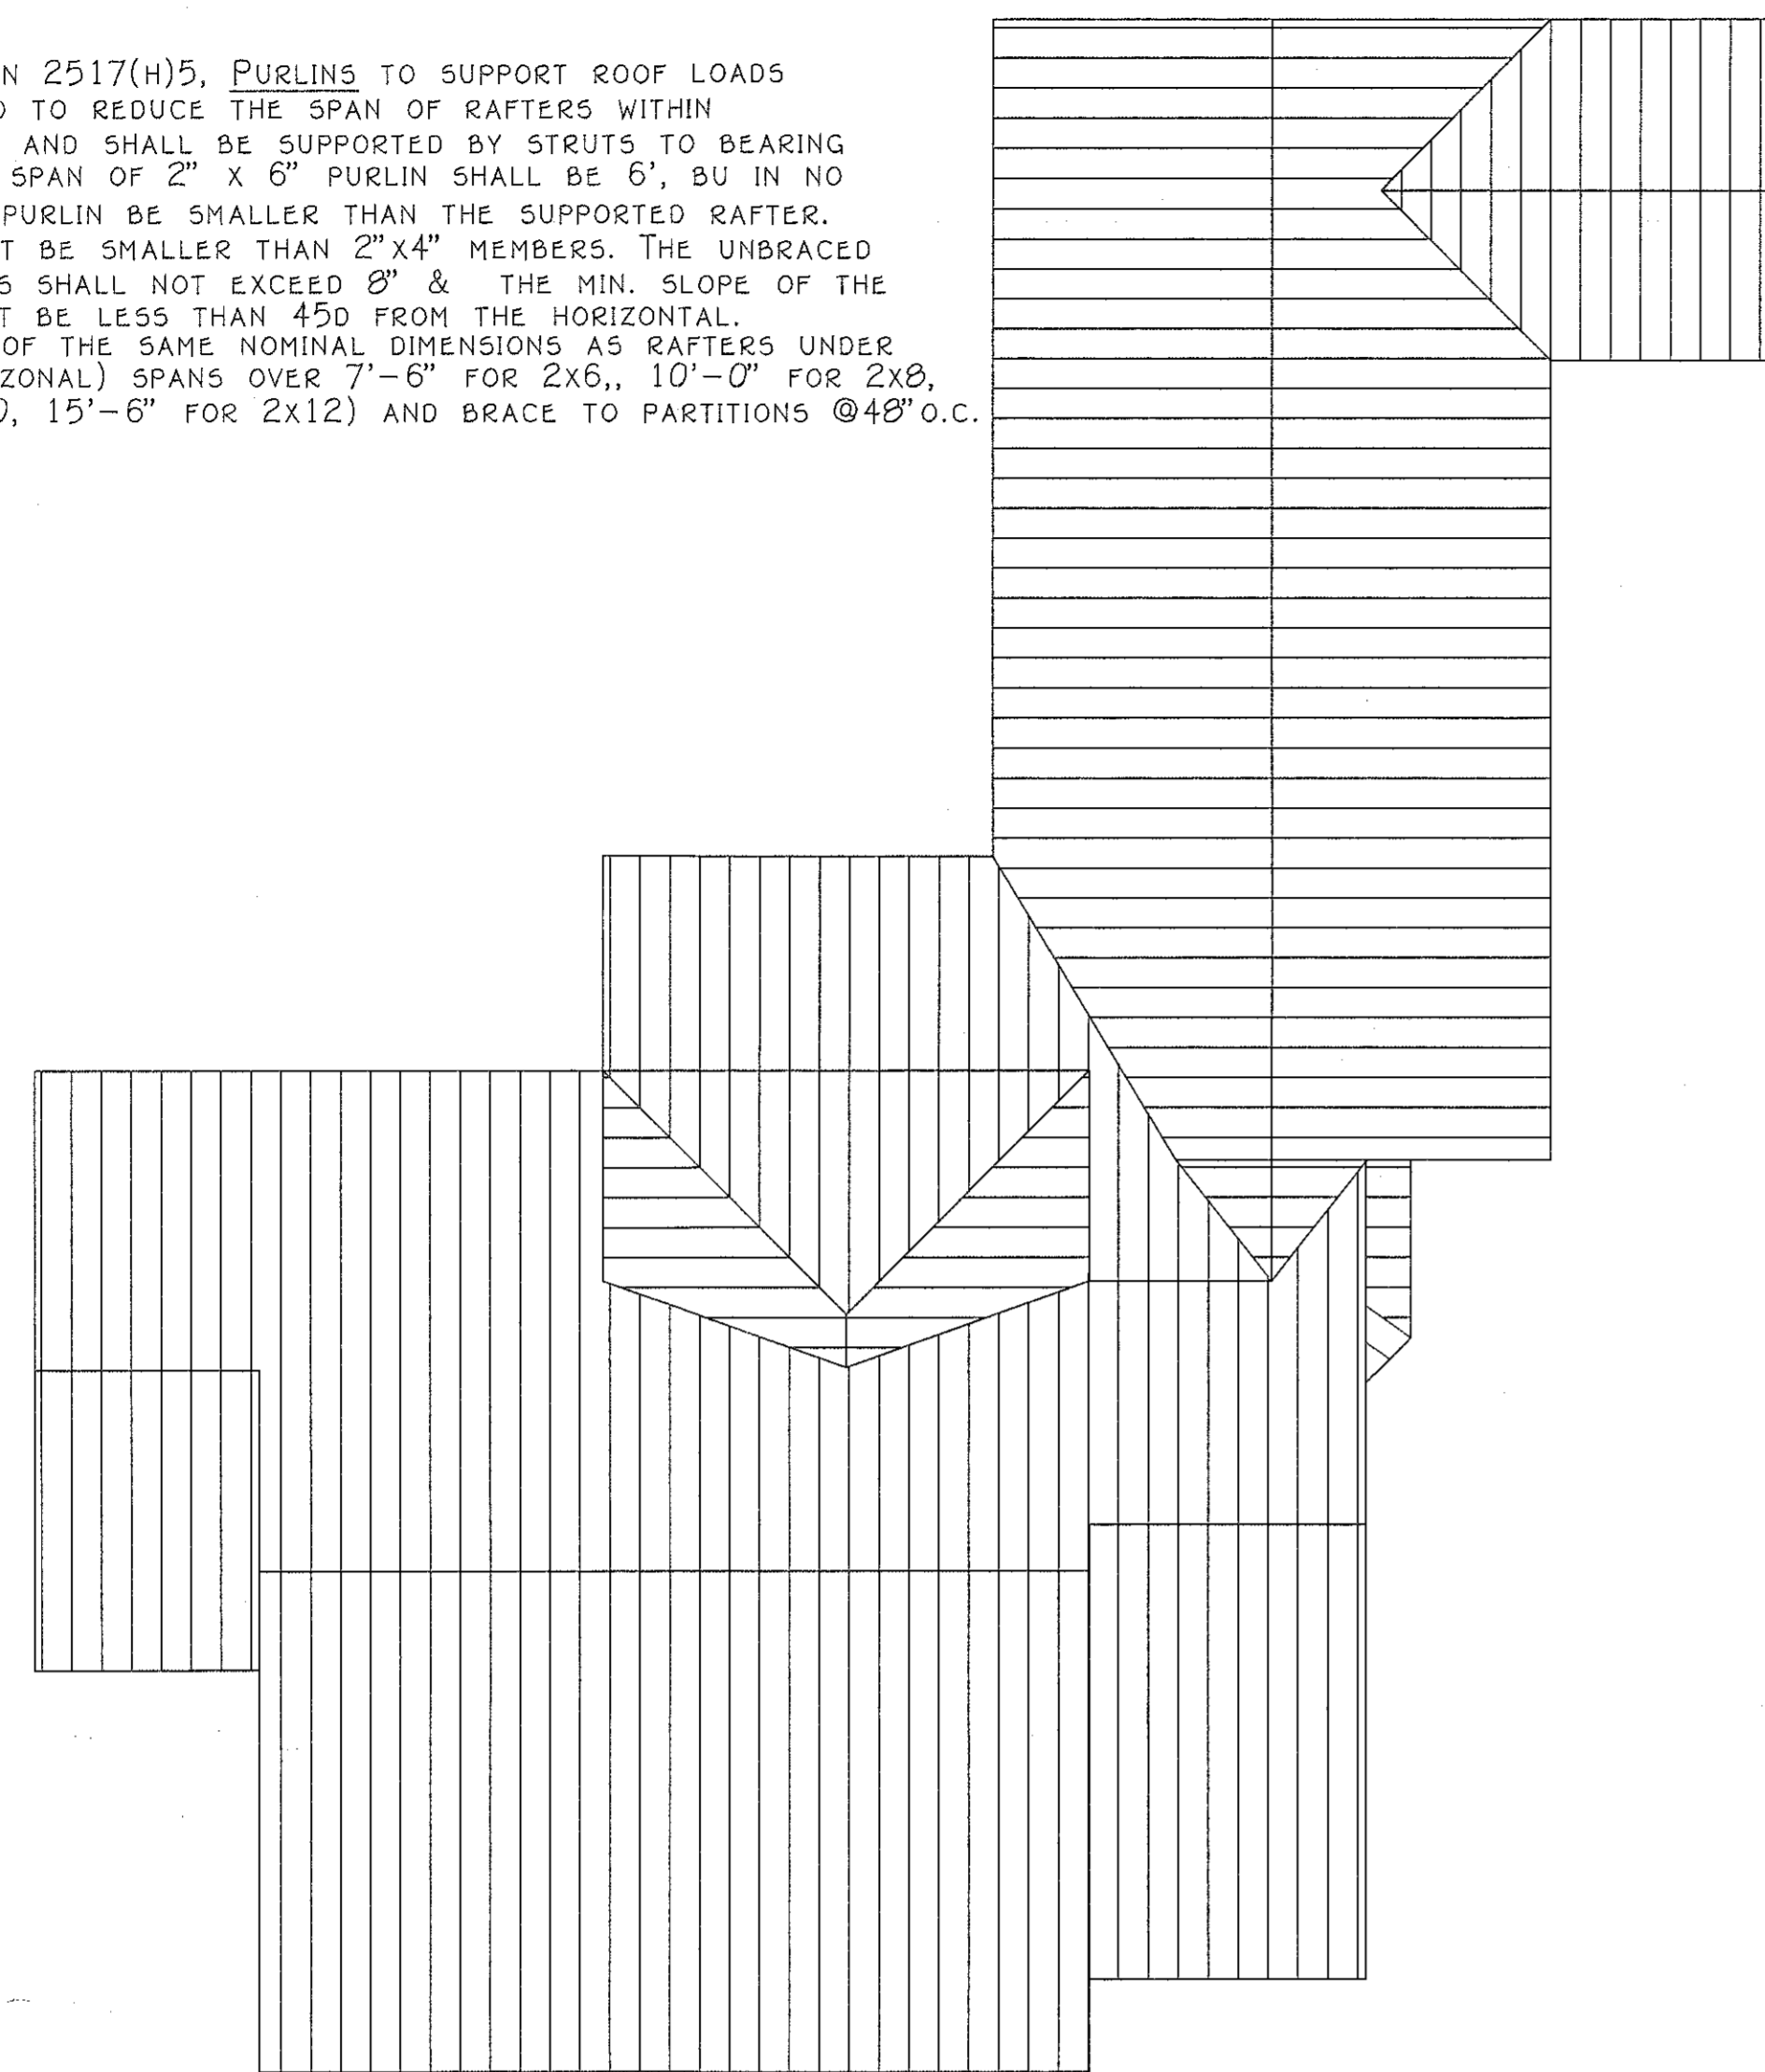 N 2517(H)5, PURLINS TO SUPPORT ROOF LOADS
TO REDUCE THE SPAN OF RAFTERS WITHIN
AND SHALL BE SUPPORTED BY STRUTS TO BEARING
SPAN OF 2" X 6" PURLIN SHALL BE 6', BU IN NO
PURLIN BE SMALLER THAN THE SUPPORTED RAFTER.
T BE SMALLER THAN 2"X4" MEMBERS. THE UNBRACED
S SHALL NOT EXCEED 8" & THE MIN. SLOPE OF THE
T BE LESS THAN 45D FROM THE HORIZONTAL.
OF THE SAME NOMINAL DIMENSIONS AS RAFTERS UNDER
ZONAL) SPANS OVER 7'-6" FOR 2X6,, 10'-0" FOR 2X8,
, 15'-6" FOR 2X12) AND BRACE TO PARTITIONS @48"O.C.